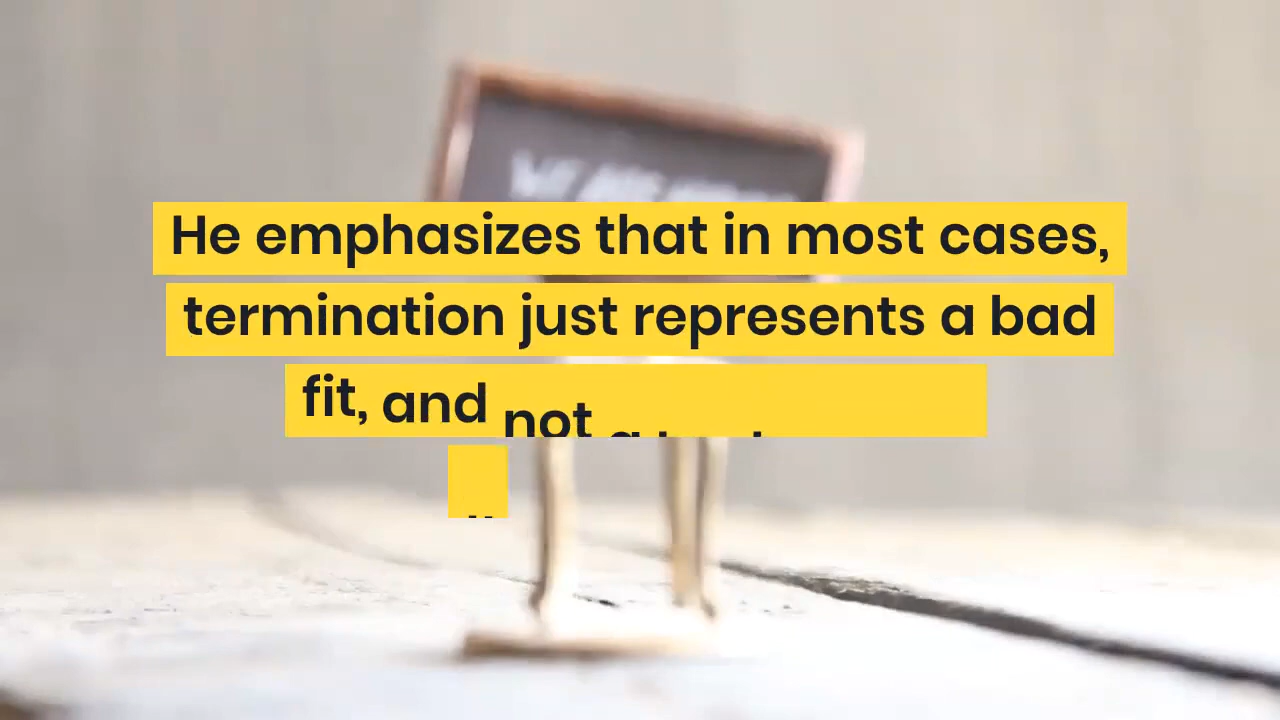 He emphasizes that in most cases,
termination just represents a bad
fit, and not